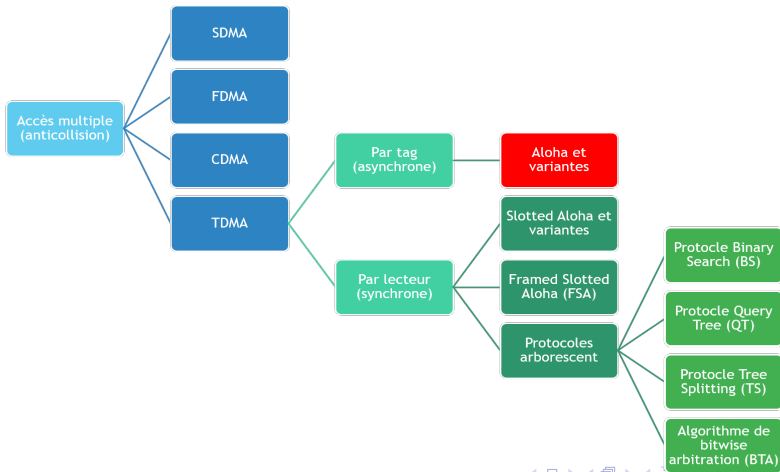 SDMA
FDMA
Accès multiple
(anticollision)
CDMA
TDMA
Par tag
(asynchrone)
Aloha et
variantes
Slotted Aloha et
variantes
Par lecteur
(synchrone)
Framed Slotted
Aloha (FSA)
Protocoles
arborescent
Protocle Binary
Search (BS)
Protocle Query
Tree (QT)
Protocle Tree
Splitting (TS)
Algorithme de
bitwise
arbitration (BTA)